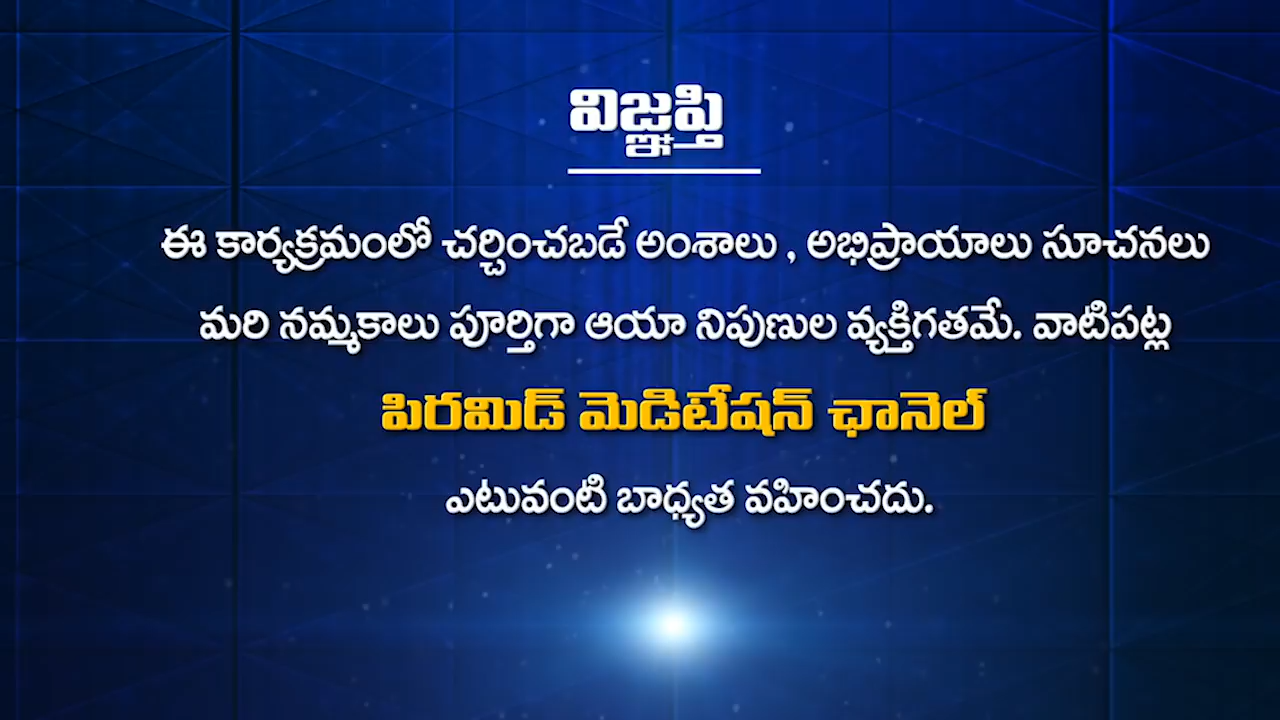 విజ్ఞప్తి
ఈ కార్యక్రమంలో చర్చించబడే అంశాలు , అభిప్రాయాలు సూచనలు
మరి నమ్మకాలు పూర్తిగా ఆయా నిపుణుల వ్యక్తిగతమే. వాటిపట్ల
పిరమిడ్ మెడిటేషన్ ఛానెల్
ఎటువంటి బాధ్యత వహించదు.